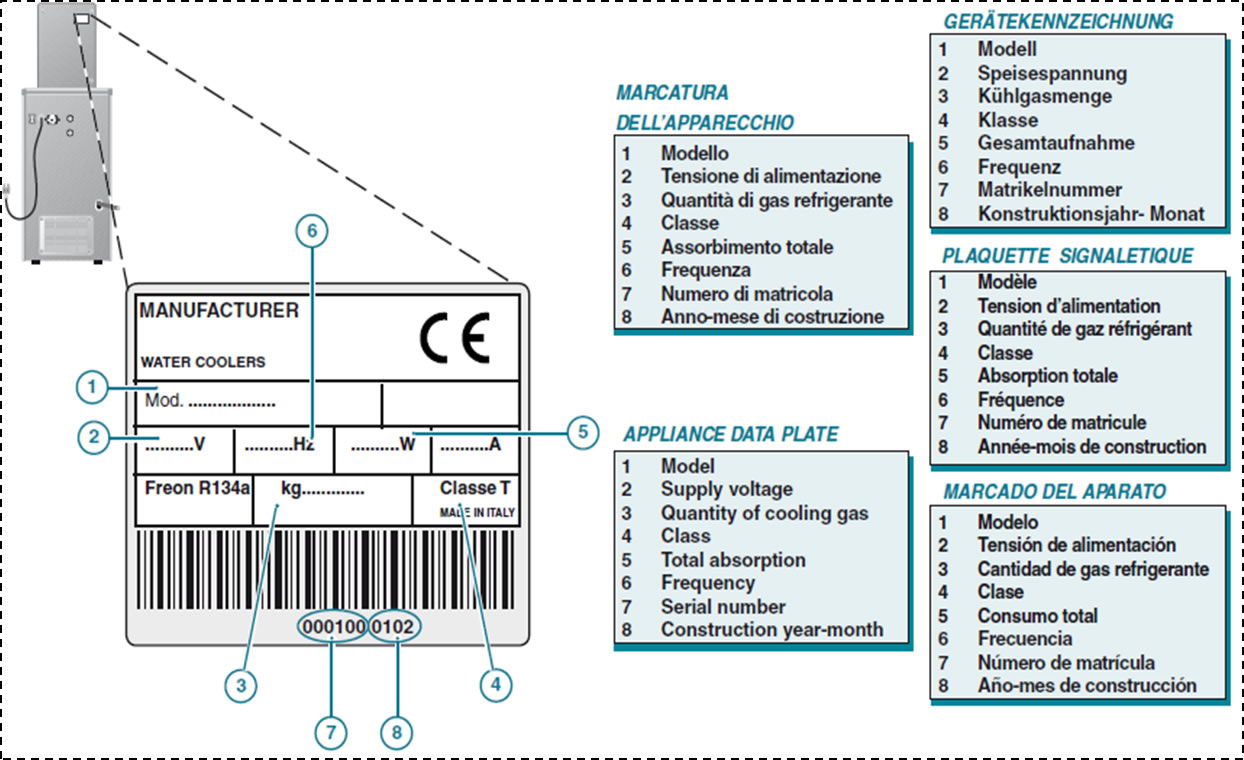 MANUFACTURER
CE
WATER COOLERS
1
Mod. ..................
2
..........V
..........Hz
..........W
..........A
6
5
Freon R134a
kg.............
Classe T
MADE IN ITALY
000100 0102
3
4
7
8
MARCATURA
DELL'APPARECCHIO
1 Modello
2 Tensione di alimentazione
3 Quantità di gas refrigerante
4 Classe
5 Assorbimento totale
6 Frequenza
7 Numero di matricola
8 Anno-mese di costruzione
APPLIANCE DATA PLATE
1 Model
2 Supply voltage
3 Quantity of cooling gas
4 Class
5 Total absorption
6 Frequency
7 Serial number
8 Construction year-month
GERÄTEKENNZEICHNUNG
1 Modell
2 Speisespannung
3 Kühlgasmenge
4 Klasse
5 Gesamtaufnahme
6 Frequenz
7 Matrikelnummer
8 Konstruktionsjahr- Monat
PLAQUETTE SIGNALETIQUE
1 Modèle
2 Tension d'alimentation
3 Quantité de gaz réfrigérant
4 Classe
5 Absorption totale
6 Fréquence
7 Numéro de matricule
8 Année-mois de construction
MARCADO DEL APARATO
1 Modelo
2 Tensión de alimentación
3 Cantidad de gas refrigerante
4 Clase
5 Consumo total
6 Frecuencia
7 Número de matrícula
8 Año-mes de construcción